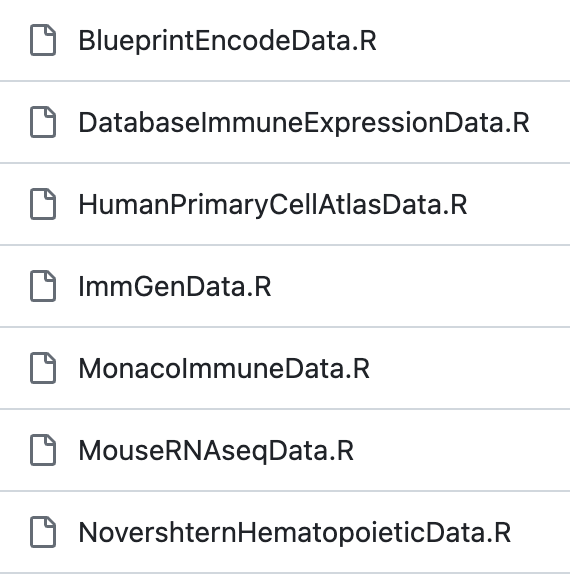 BlueprintEncodeData.R
DatabaseImmuneExpressionData.R
HumanPrimaryCellAtlasData.R
ImmGenData.R
MonacoImmuneData.R
MouseRNAseqData.R
NovershternHematopoieticData.R